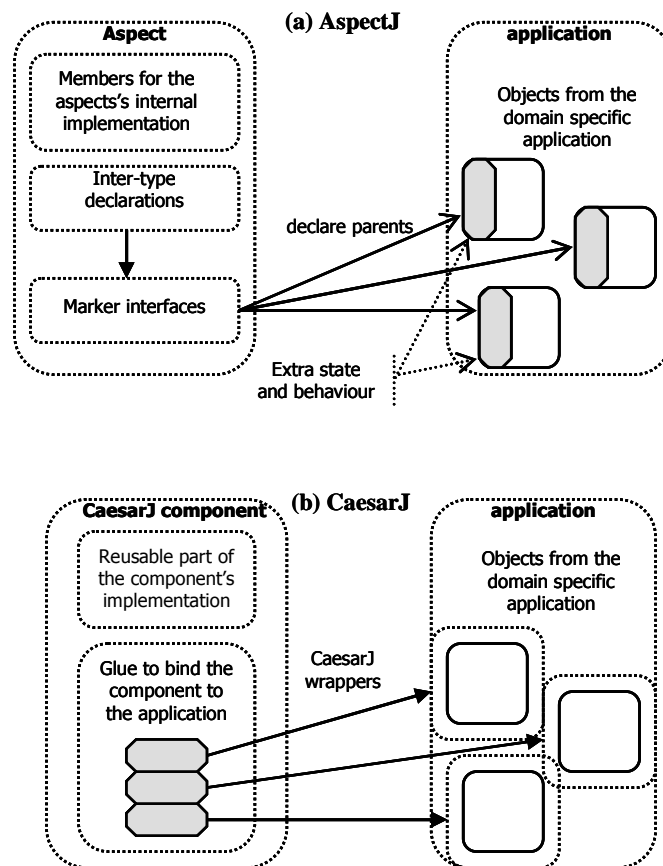 (a) AspectJ
Aspect
application
Members for the
aspects's internal
implementation
Inter-type
declarations
Marker interfaces
declare parents
Objects from the
domain specific
application
Extra state
and behaviour
(b) CaesarJ
CaesarJ component
application
Reusable part of
the component's
implementation
Glue to bind the
component to
the application
CaesarJ
wrappers
Objects from the
domain specific
application